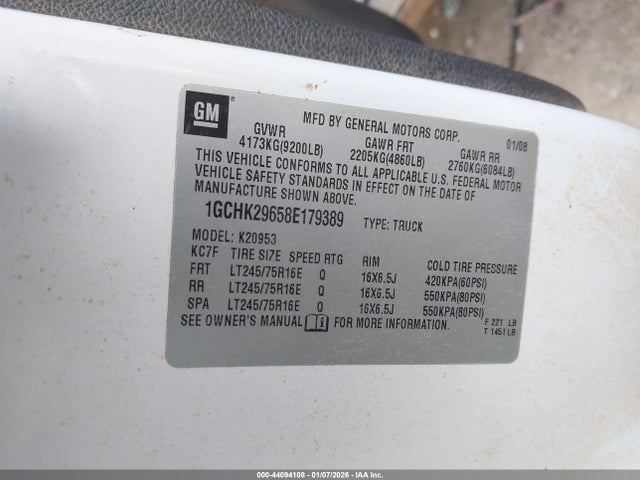 GM ®
MFD BY GENERAL MOTORS CORP. 01/08
GVWR GAWR FRT GAWR RR
4173KG(9200LB) 2205KG(4860LB) 2760KG(6084LB)
THIS VEHICLE CONFORMS TO ALL APPLICABLE U.S. FEDERAL MOTOR
VEHICLE SAFETY STANDARDS IN EFFECT ON THE DATE OF
MANUFACTURE SHOWN ABOVE.
1GCHK29658E179389 TYPE: TRUCK
MODEL: K20953
KC7F TIRE SIZE SPEED RTG RIM COLD TIRE PRESSURE
FRT LT245/75R16E Q 16X6.5J 420KPA(60PSI)
RR LT245/75R16E Q 16X6.5J 550KPA(80PSI)
SPA LT245/75R16E Q 16X6.5J 550KPA(80PSI)
SEE OWNER'S MANUAL i FOR MORE INFORMATION. F 221 LB
T 1451 LB
000-44094108 - 01/07/2026 - IAA Inc.